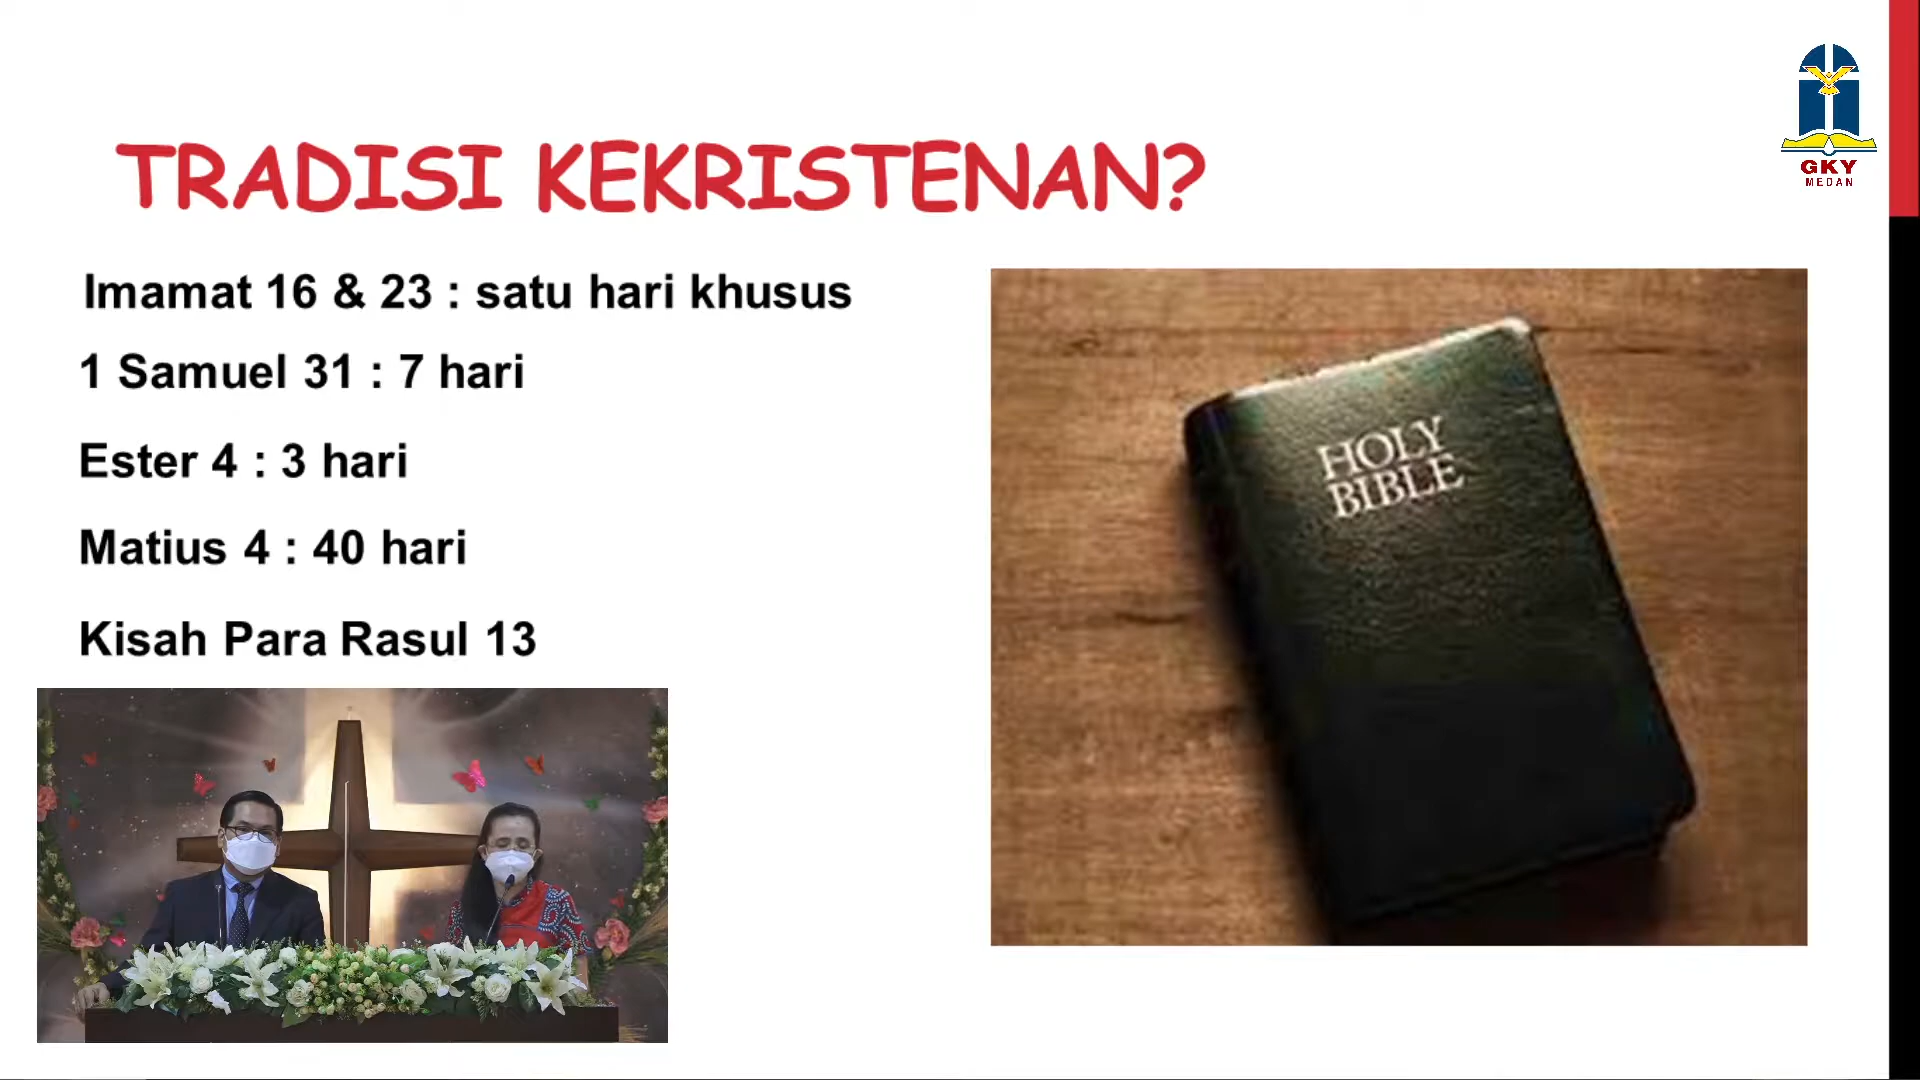 TRADISI KEKRISTENAN?
Imamat 16 & 23 : satu hari khusus
1 Samuel 31 : 7 hari
Ester 4 : 3 hari
Matius 4 : 40 hari
Kisah Para Rasul 13
HOLY
BIBLE
GKY
MEDAN